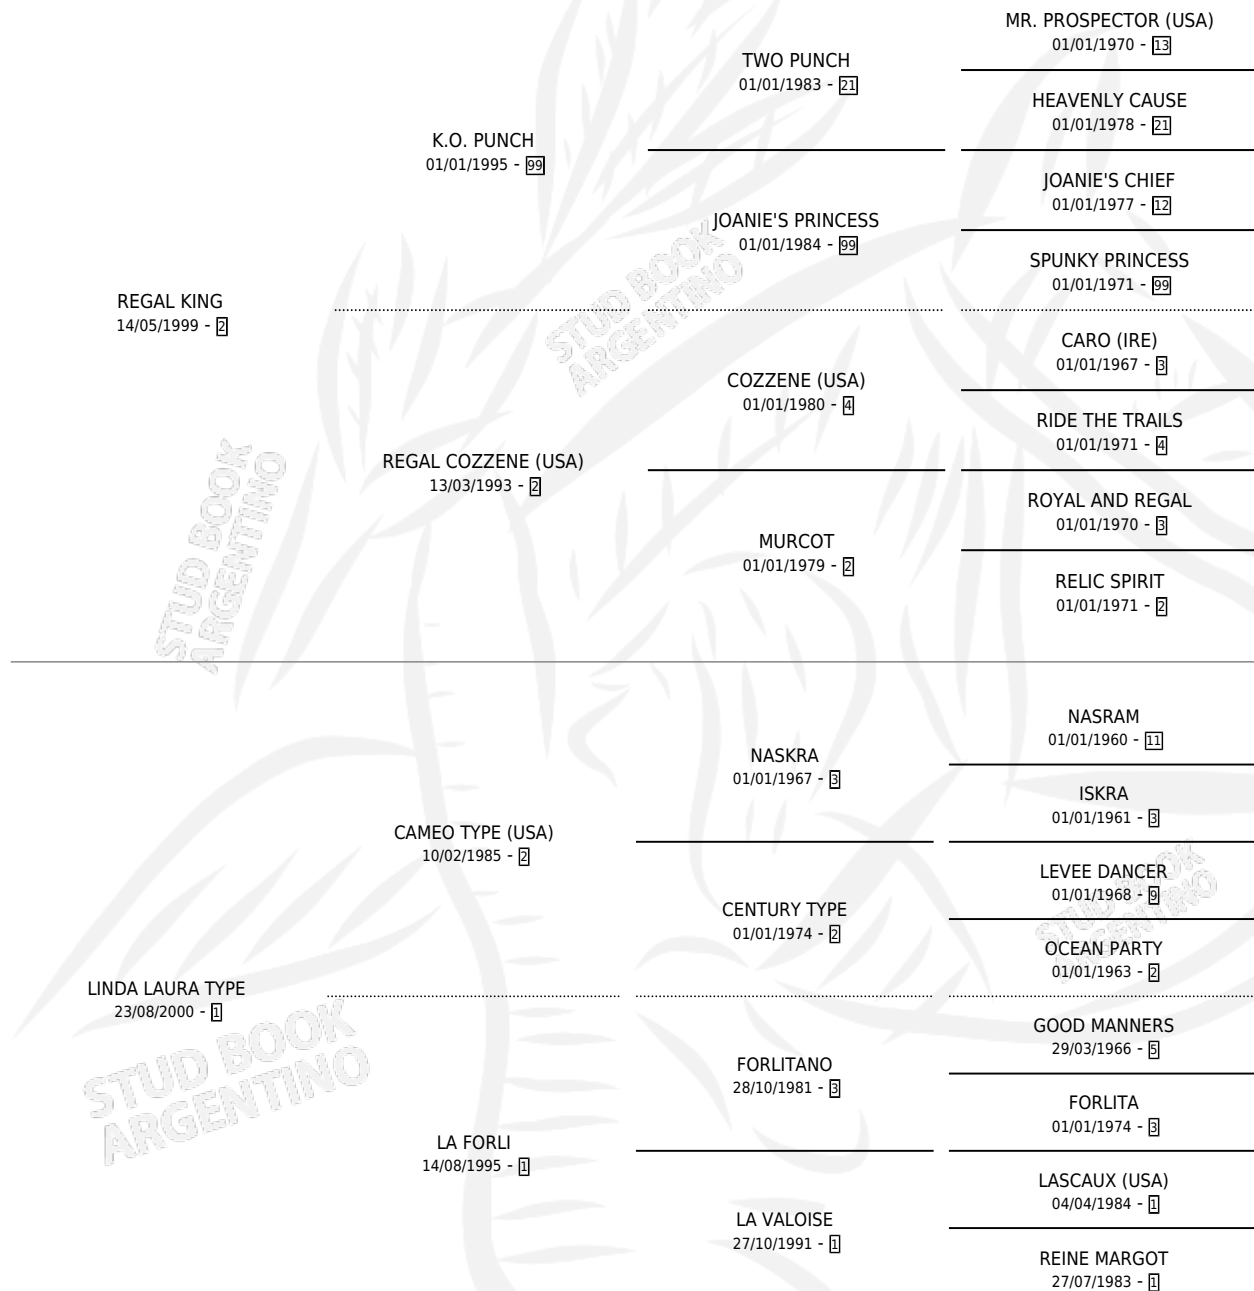 MR. PROSPECTOR (USA)
01/01/1970 - 13
TWO PUNCH
01/01/1983 - 21
HEAVENLY CAUSE
01/01/1978 - 21
K.O. PUNCH
01/01/1995 - 99
JOANIE'S CHIEF
01/01/1977 - 12
JOANIE'S PRINCESS
01/01/1984 - 99
SPUNKY PRINCESS
01/01/1971 - 99
REGAL KING
14/05/1999 - 2
STUD BOOK
ARGENTINO
CARO (IRE)
01/01/1967 - 3
COZZENE (USA)
01/01/1980 - 4
RIDE THE TRAILS
01/01/1971 - 4
REGAL COZZENE (USA)
13/03/1993 - 2
ROYAL AND REGAL
01/01/1970 - 3
MURCOT
01/01/1979 - 2
RELIC SPIRIT
01/01/1971 - 2
STUD BOOK
ARGENTINO
NASRAM
01/01/1960 - 11
NASKRA
01/01/1967 - 3
ISKRA
01/01/1961 - 3
CAMEO TYPE (USA)
10/02/1985 - 2
LEVEE DANCER
01/01/1968 - 9
CENTURY TYPE
01/01/1974 - 2
STUD BOOK
ARGENTINO
OCEAN PARTY
01/01/1963 - 2
LINDA LAURA TYPE
23/08/2000 - 1
STUD BOOK
ARGENTINO
GOOD MANNERS
29/03/1966 - 5
FORLITANO
28/10/1981 - 3
FORLITA
01/01/1974 - 3
LA FORLI
14/08/1995 - 1
LASCAUX (USA)
04/04/1984 - 1
LA VALOISE
27/10/1991 - 1
REINE MARGOT
27/07/1983 - 1